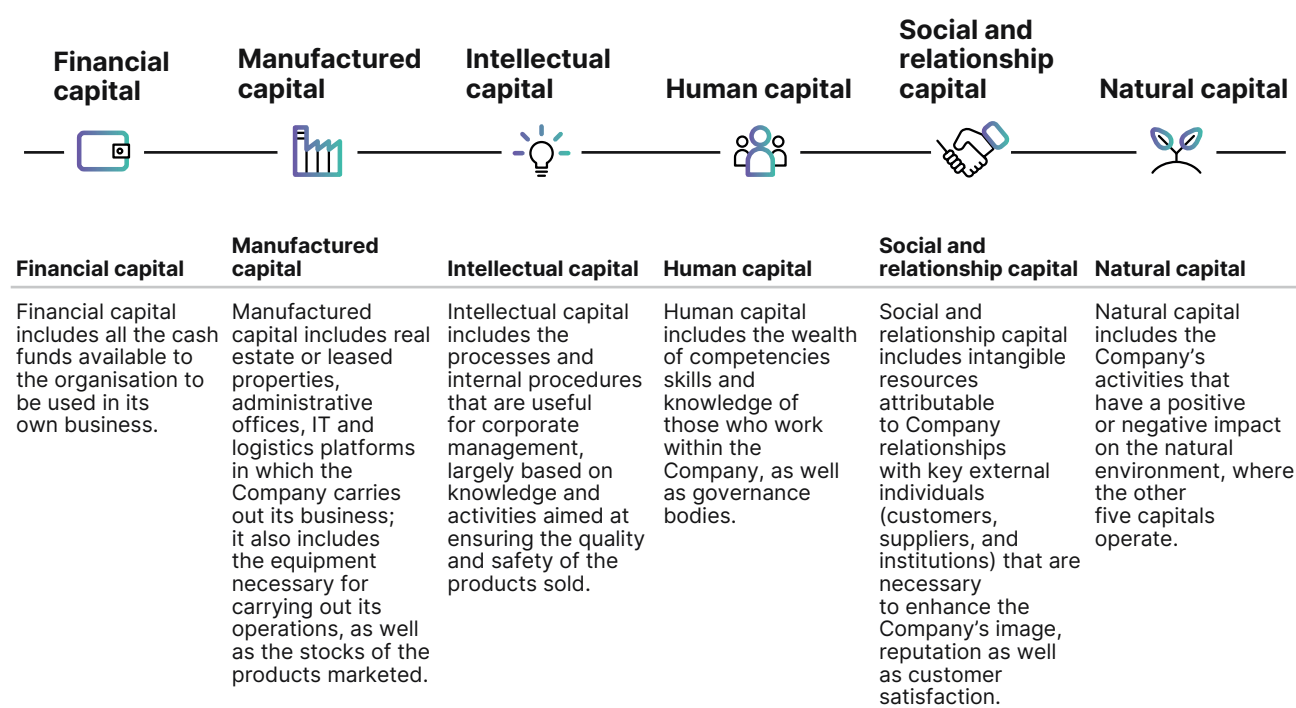 Financial
capital
Manufactured
capital
Intellectual
capital
Human capital
Social and
relationship
capital
Natural capital
Financial capital
Financial capital
includes all the cash
funds available to
the organisation to
be used in its
own business.
Manufactured
capital
Manufactured
capital includes real
estate or leased
properties,
administrative
offices, IT and
logistics platforms
in which the
Company carries
out its business;
it also includes
the equipment
necessary for
carrying out its
operations, as well
as the stocks of the
products marketed.
Intellectual capital
Intellectual capital
includes the
processes and
internal procedures
that are useful
for corporate
management,
largely based on
knowledge and
activities aimed at
ensuring the quality
and safety of the
products sold.
Human capital
Human capital
includes the wealth
of competencies
skills and
knowledge of
those who work
within the
Company, as well
as governance
bodies.
Social and
relationship capital
Social and
relationship capital
includes intangible
resources
attributable
to Company
relationships
with key external
individuals
(customers,
suppliers, and
institutions) that are
necessary
to enhance the
Company’s image,
reputation as well
as customer
satisfaction.
Natural capital
Natural capital
includes the
Company’s
activities that
have a positive
or negative impact
on the natural
environment, where
the other
five capitals
operate.